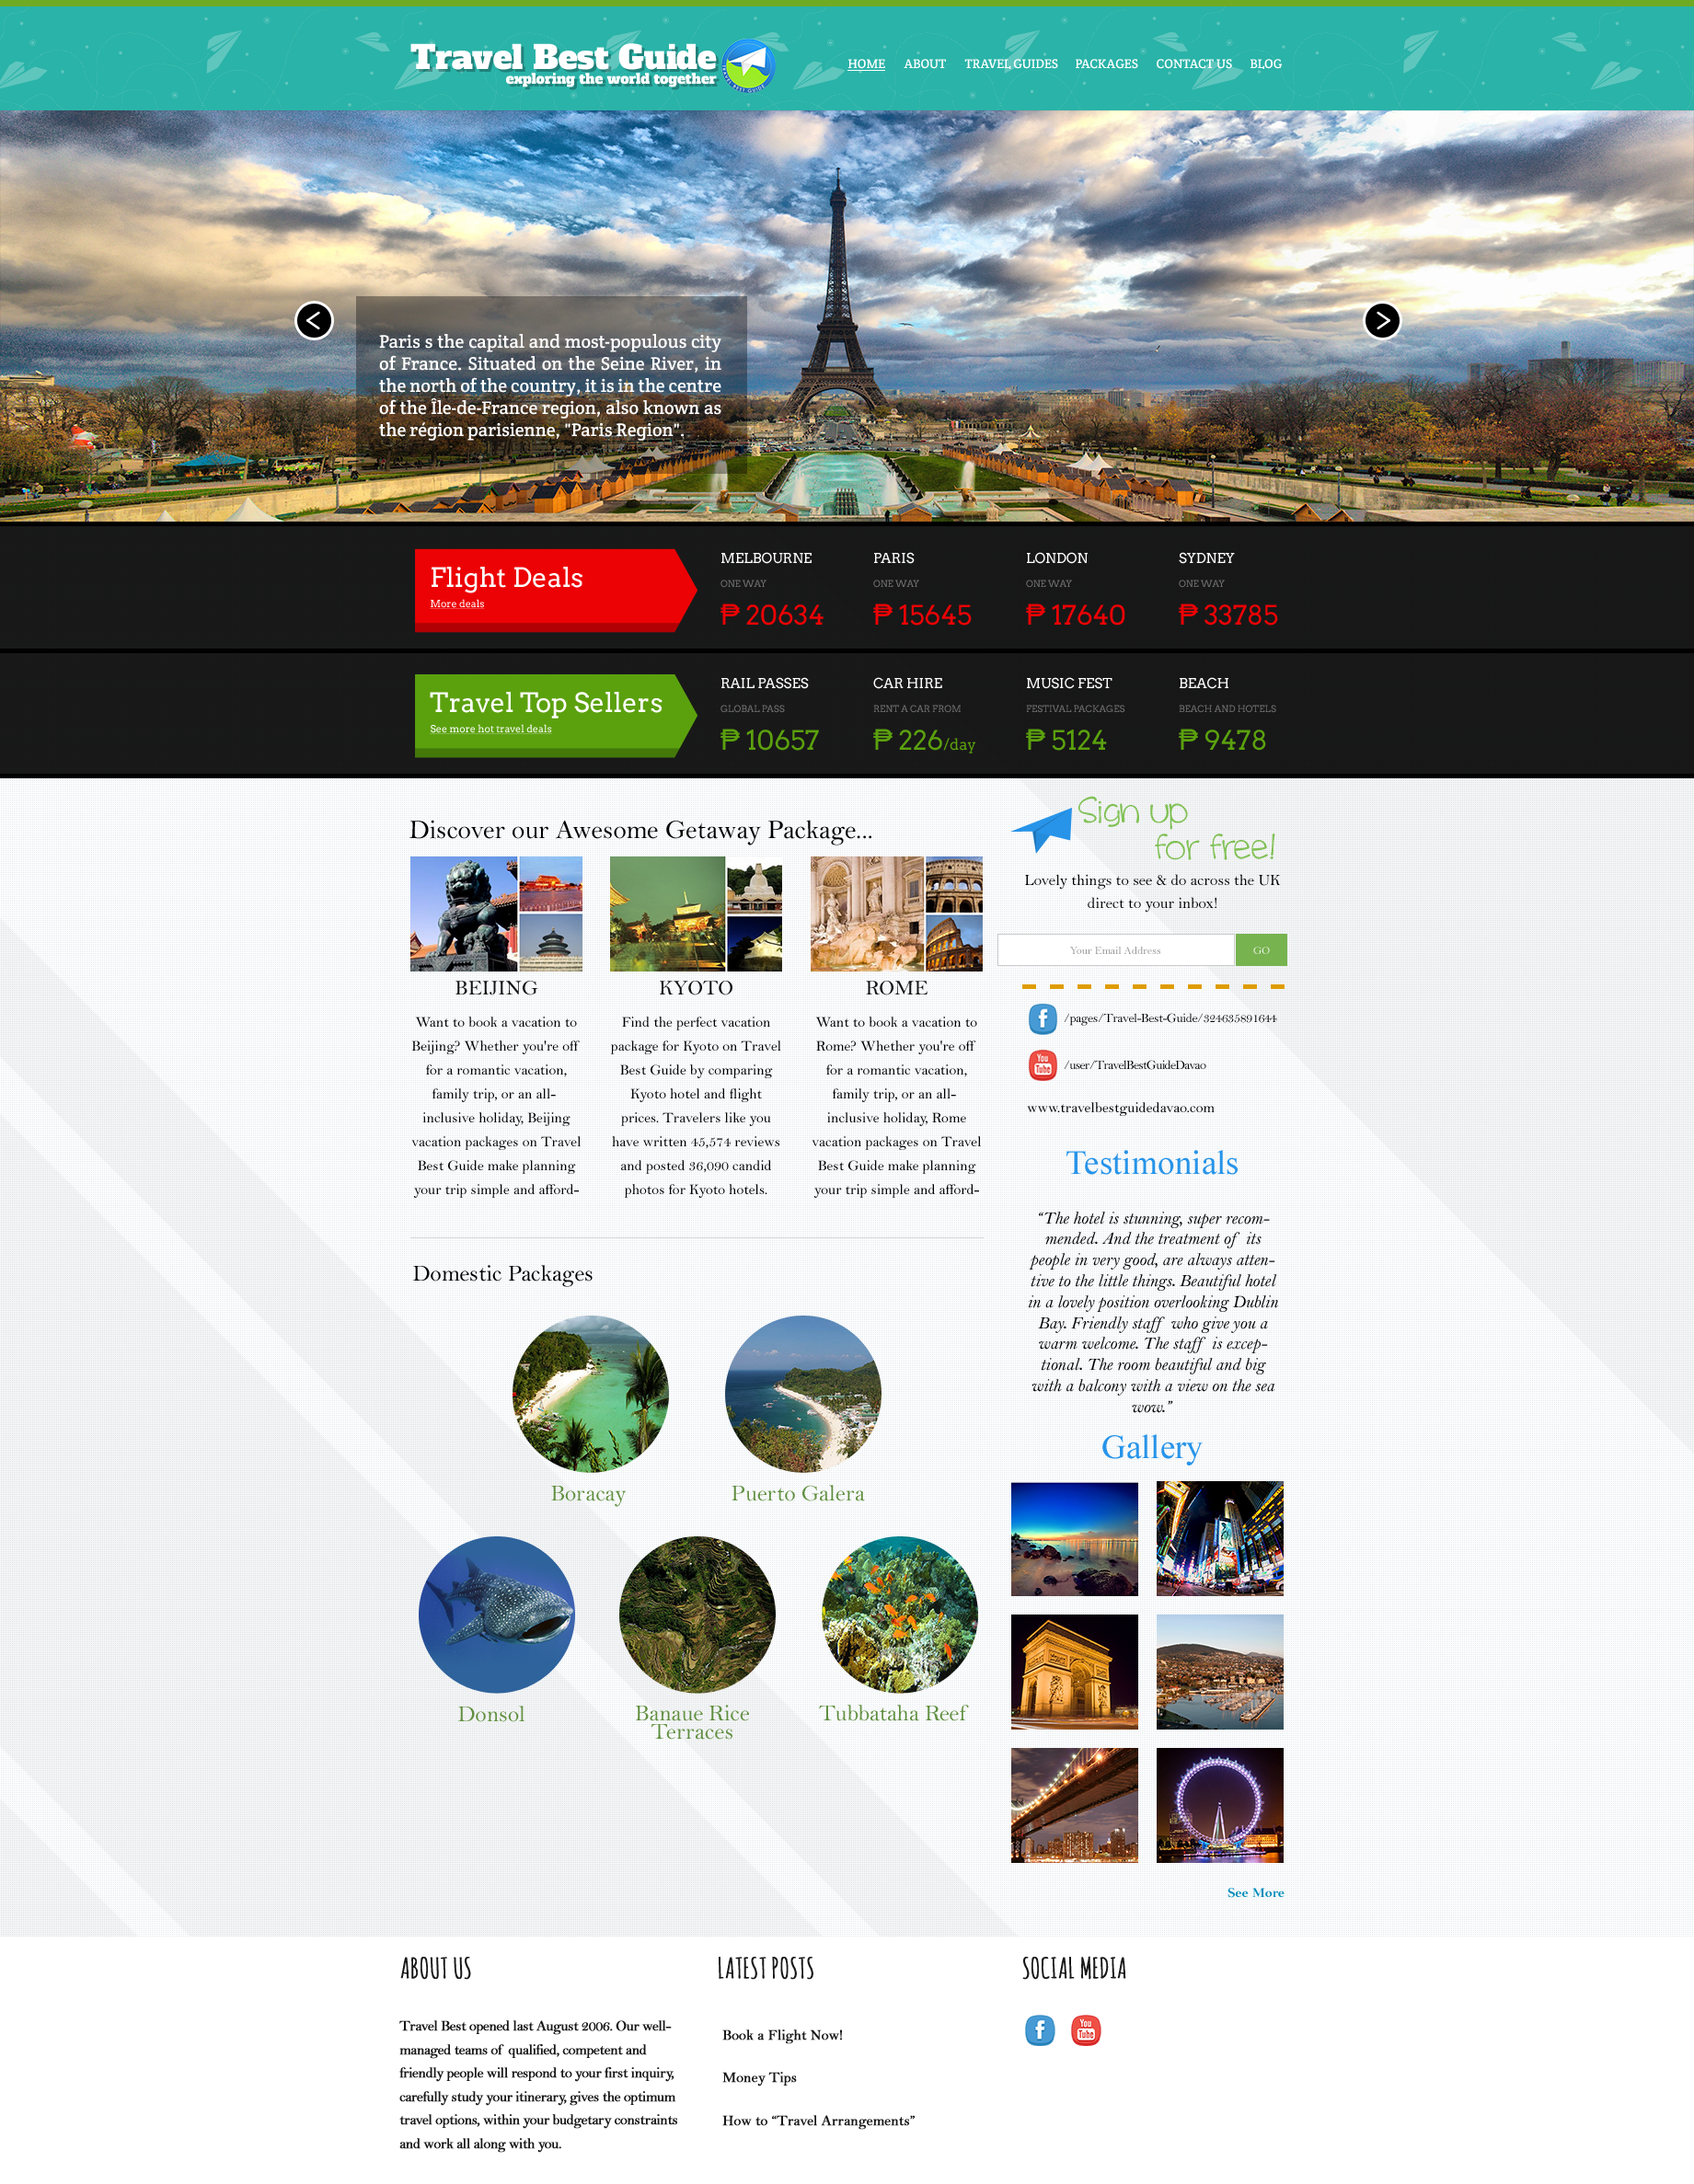 Travel Best Guide
exploring the world together
HOME ABOUT TRAVEL GUIDES PACKAGES CONTACT US BLOG
Paris s the capital and most-populous city
of France. Situated on the Seine River, in
the north of the country, it is in the centre
of the Île-de-France region, also known as
the région parisienne, "Paris Region".
Flight Deals
More deals
MELBOURNE
ONE WAY
₱ 20634
PARIS
ONE WAY
₱ 15645
LONDON
ONE WAY
₱ 17640
SYDNEY
ONE WAY
₱ 33785
Travel Top Sellers
See more hot travel deals
RAIL PASSES
GLOBAL PASS
₱ 10657
CAR HIRE
RENT A CAR FROM
₱ 226/day
MUSIC FEST
FESTIVAL PACKAGES
₱ 5124
BEACH
BEACH AND HOTELS
₱ 9478
Discover our Awesome Getaway Package...
BEIJING
Want to book a vacation to
Beijing? Whether you're off
for a romantic vacation,
family trip, or an all-
inclusive holiday, Beijing
vacation packages on Travel
Best Guide make planning
your trip simple and afford-
KYOTO
Find the perfect vacation
package for Kyoto on Travel
Best Guide by comparing
Kyoto hotel and flight
prices. Travelers like you
have written 45,574 reviews
and posted 36,090 candid
photos for Kyoto hotels.
ROME
Want to book a vacation to
Rome? Whether you're off
for a romantic vacation,
family trip, or an all-
inclusive holiday, Rome
vacation packages on Travel
Best Guide make planning
your trip simple and afford-
Domestic Packages
Boracay
Puerto Galera
Donsol
Banaue Rice
Terraces
Tubbataha Reef
Sign up
for free!
Lovely things to see & do across the UK
direct to your inbox!
Your Email Address
GO
/pages/Travel-Best-Guide/324635891644
You
Tube
/user/TravelBestGuideDavao
www.travelbestguidedavao.com
Testimonials
“The hotel is stunning, super recom-
mended. And the treatment of its
people in very good, are always atten-
tive to the little things. Beautiful hotel
in a lovely position overlooking Dublin
Bay. Friendly staff who give you a
warm welcome. The staff is excep-
tional. The room beautiful and big
with a balcony with a view on the sea
wow.”
Gallery
See More
ABOUT US
Travel Best opened last August 2006. Our well-
managed teams of qualified, competent and
friendly people will respond to your first inquiry,
carefully study your itinerary, gives the optimum
travel options, within your budgetary constraints
and work all along with you.
LATEST POSTS
Book a Flight Now!
Money Tips
How to “Travel Arrangements”
SOCIAL MEDIA
You
Tube